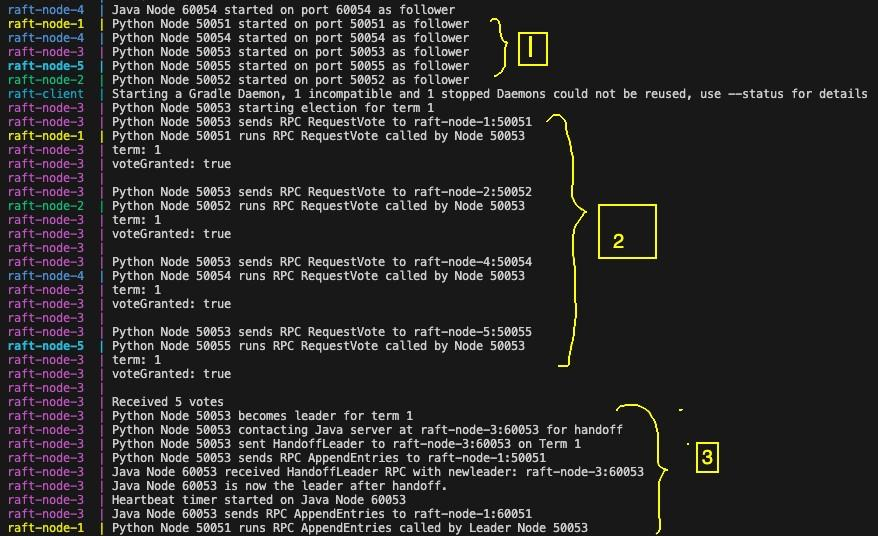 raft-node-4 | Java Node 60054 started on port 60054 as follower
raft-node-1 | Python Node 50051 started on port 50051 as follower
raft-node-4 | Python Node 50054 started on port 50054 as follower
raft-node-3 | Python Node 50053 started on port 50053 as follower
raft-node-5 | Python Node 50055 started on port 50055 as follower
raft-node-2 | Python Node 50052 started on port 50052 as follower
1
raft-client | Starting a Gradle Daemon, 1 incompatible and 1 stopped Daemons could not be reused, use --status for details
raft-node-3 | Python Node 50053 starting election for term 1
raft-node-3 | Python Node 50053 sends RPC RequestVote to raft-node-1:50051
raft-node-1 | Python Node 50051 runs RPC RequestVote called by Node 50053
raft-node-3 | term: 1
raft-node-3 | voteGranted: true
raft-node-3 |
raft-node-3 | Python Node 50053 sends RPC RequestVote to raft-node-2:50052
raft-node-2 | Python Node 50052 runs RPC RequestVote called by Node 50053
raft-node-3 | term: 1
raft-node-3 | voteGranted: true
raft-node-3 |
2
raft-node-3 | Python Node 50053 sends RPC RequestVote to raft-node-4:50054
raft-node-4 | Python Node 50054 runs RPC RequestVote called by Node 50053
raft-node-3 | term: 1
raft-node-3 | voteGranted: true
raft-node-3 |
raft-node-3 | Python Node 50053 sends RPC RequestVote to raft-node-5:50055
raft-node-5 | Python Node 50055 runs RPC RequestVote called by Node 50053
raft-node-3 | term: 1
raft-node-3 | voteGranted: true
raft-node-3 |
raft-node-3 | Received 5 votes
raft-node-3 | Python Node 50053 becomes leader for term 1
raft-node-3 | Python Node 50053 contacting Java server at raft-node-3:60053 for handoff
raft-node-3 | Python Node 50053 sent HandoffLeader to raft-node-3:60053 on Term 1
raft-node-3 | Python Node 50053 sends RPC AppendEntries to raft-node-1:50051
3
raft-node-3 | Java Node 60053 received HandoffLeader RPC with newleader: raft-node-3:60053
raft-node-3 | Java Node 60053 is now the leader after handoff.
raft-node-3 | Heartbeat timer started on Java Node 60053
raft-node-3 | Java Node 60053 sends RPC AppendEntries to raft-node-1:60051
raft-node-1 | Python Node 50051 runs RPC AppendEntries called by Leader Node 50053